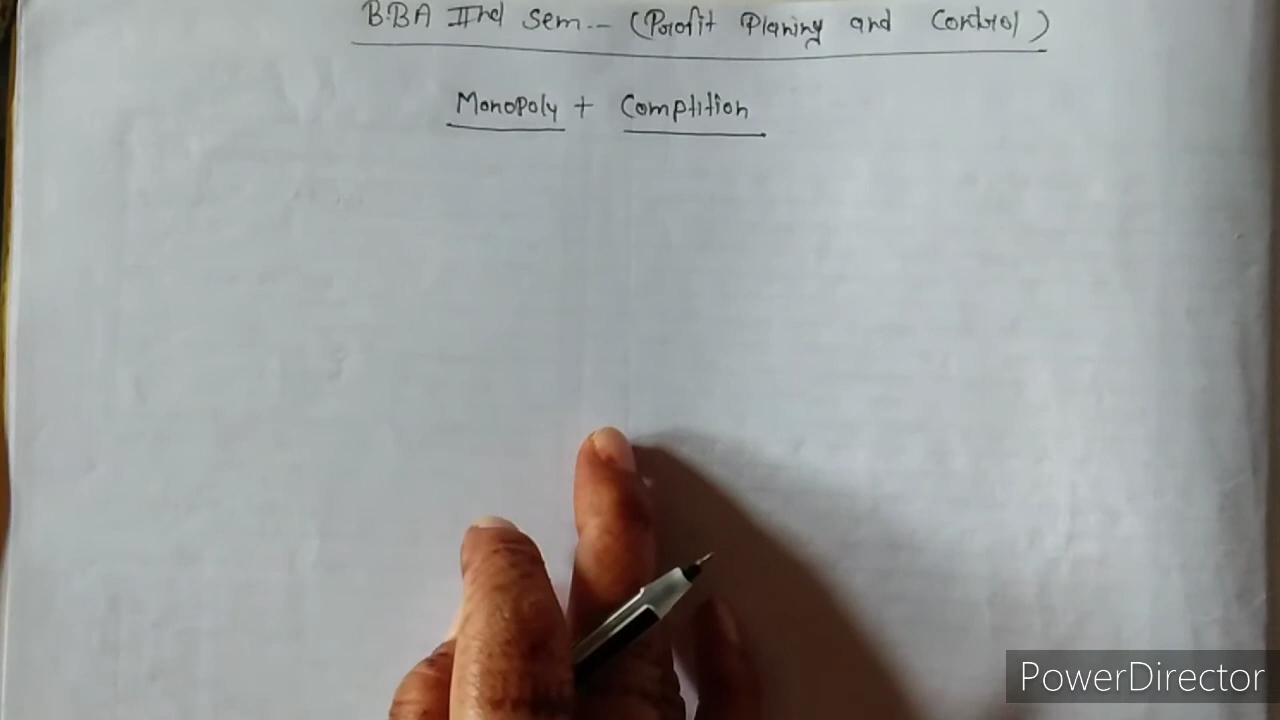 B.BA IInd Sem.-- (Profit Planing and Control)
Monopoly + Comptition
PowerDirector